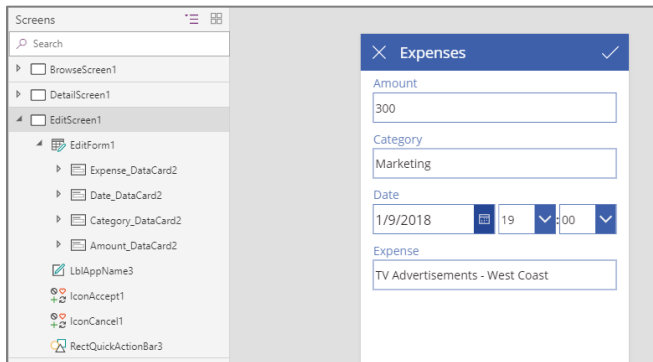 Screens
Search
BrowseScreen1
DetailScreen1
EditScreen1
EditForm1
Expense_DataCard2
Date_DataCard2
Category_DataCard2
Amount_DataCard2
LblAppName3
IconAccept1
IconCancel1
RectQuickActionBar3
Expenses
Amount
300
Category
Marketing
Date
1/9/2018 19 : 00
Expense
TV Advertisements - West Coast